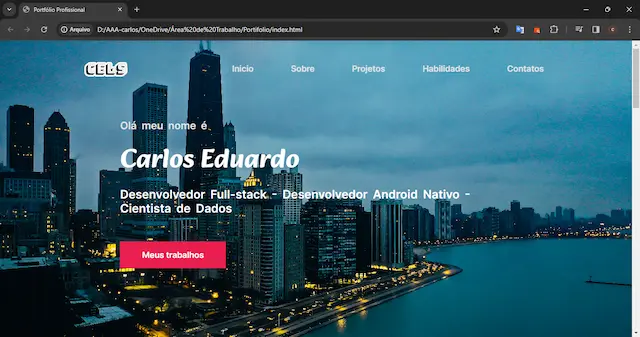 Portfólio Profissional
Arquivo D:/AAA-carlos/OneDrive/Área%20de%20Trabalho/Portifolio/index.html
CELS Início Sobre Projetos Habilidades Contatos
Olá meu nome é
Carlos Eduardo
Desenvolvedor Full-stack - Desenvolvedor Android Nativo -
Cientista de Dados
Meus trabalhos